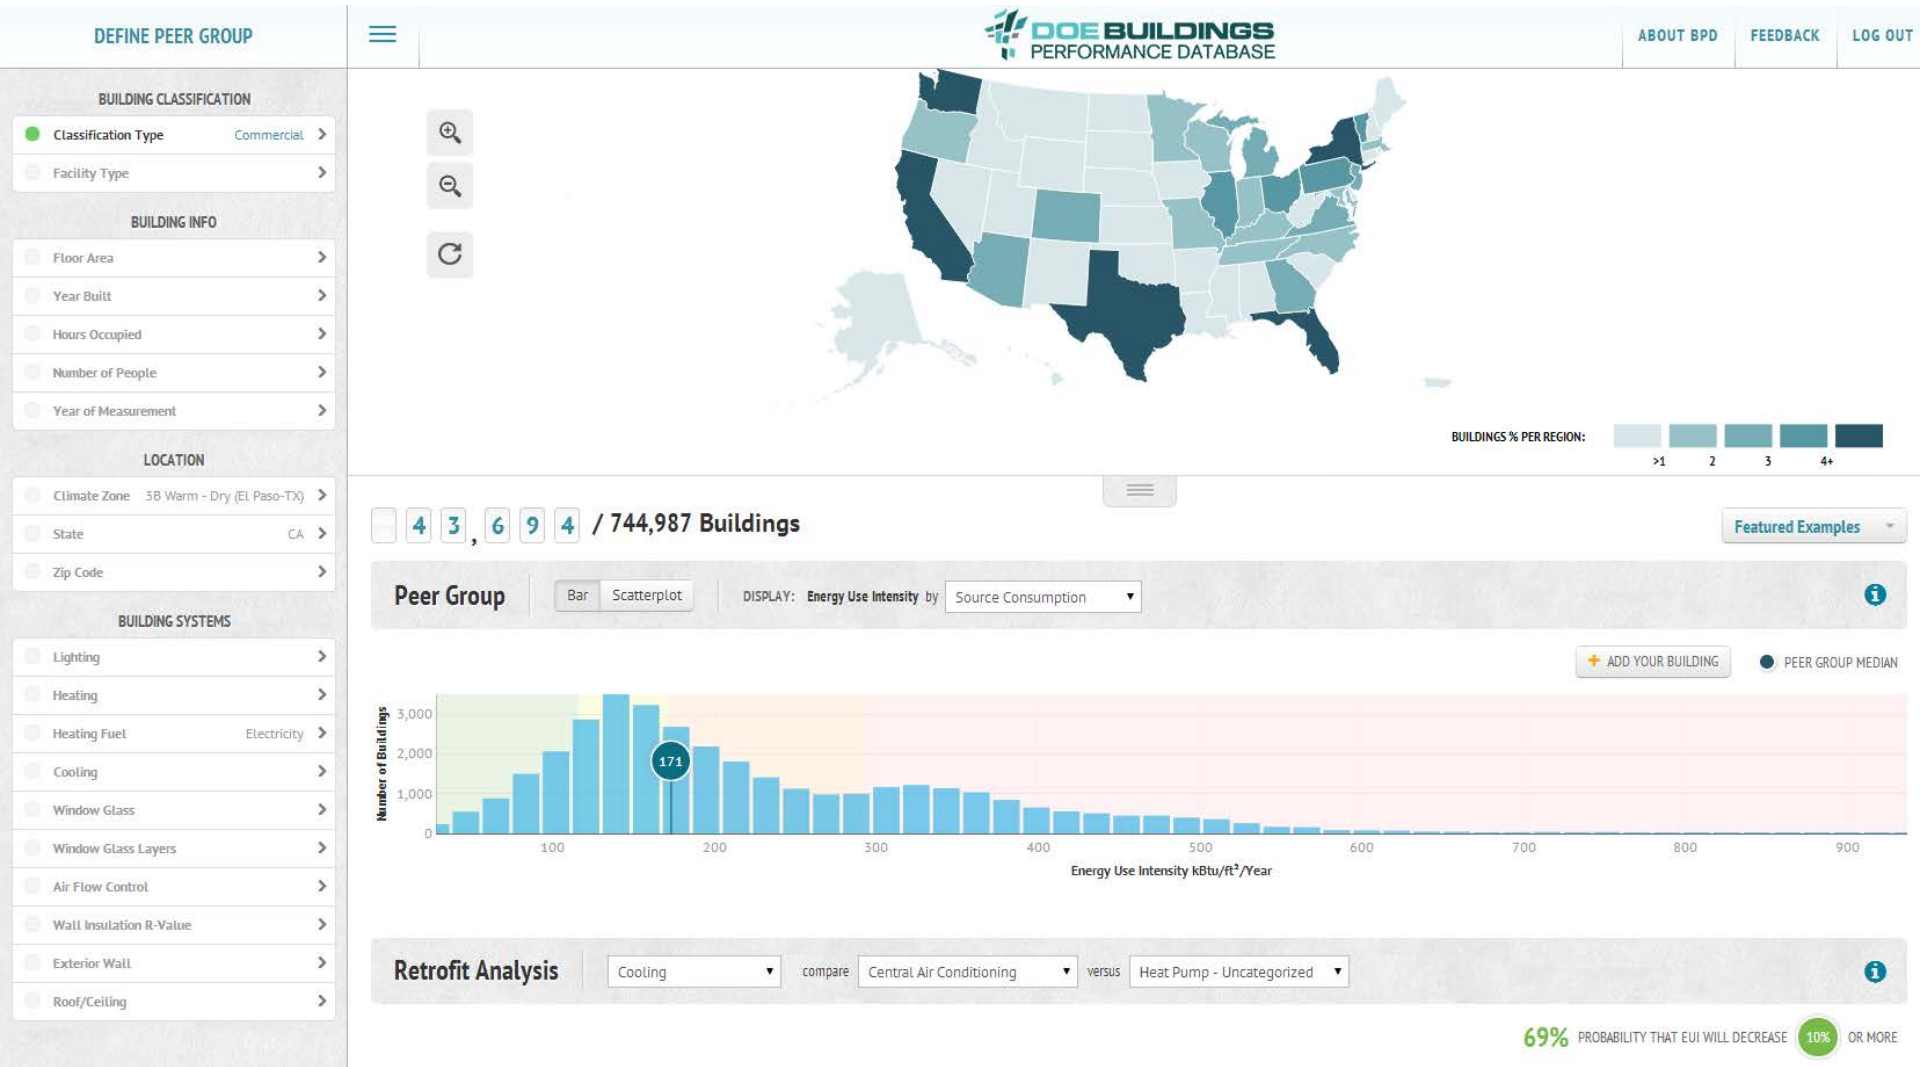 DEFINE PEER GROUP
DOE BUILDINGS
PERFORMANCE DATABASE
ABOUT BPD
FEEDBACK
LOG OUT
BUILDING CLASSIFICATION
Classification Type Commercial
Facility Type
BUILDING INFO
Floor Area
Year Built
Hours Occupied
Number of People
Year of Measurement
LOCATION
Climate Zone 3B Warm - Dry (El Paso-TX)
State CA
Zip Code
BUILDING SYSTEMS
Lighting
Heating
Heating Fuel Electricity
Cooling
Window Glass
Window Glass Layers
Air Flow Control
Wall Insulation R-Value
Exterior Wall
Roof/Ceiling
BUILDINGS % PER REGION:
>1 2 3 4+
43,694 / 744,987 Buildings
Featured Examples
Peer Group
Bar Scatterplot
DISPLAY: Energy Use Intensity by Source Consumption
ADD YOUR BUILDING
PEER GROUP MEDIAN
Number of Buildings
3,000
2,000
1,000
0
171
100 200 300 400 500 600 700 800 900
Energy Use Intensity kBtu/ft²/Year
Retrofit Analysis Cooling compare Central Air Conditioning versus Heat Pump - Uncategorized
69% PROBABILITY THAT EUI WILL DECREASE 10% OR MORE